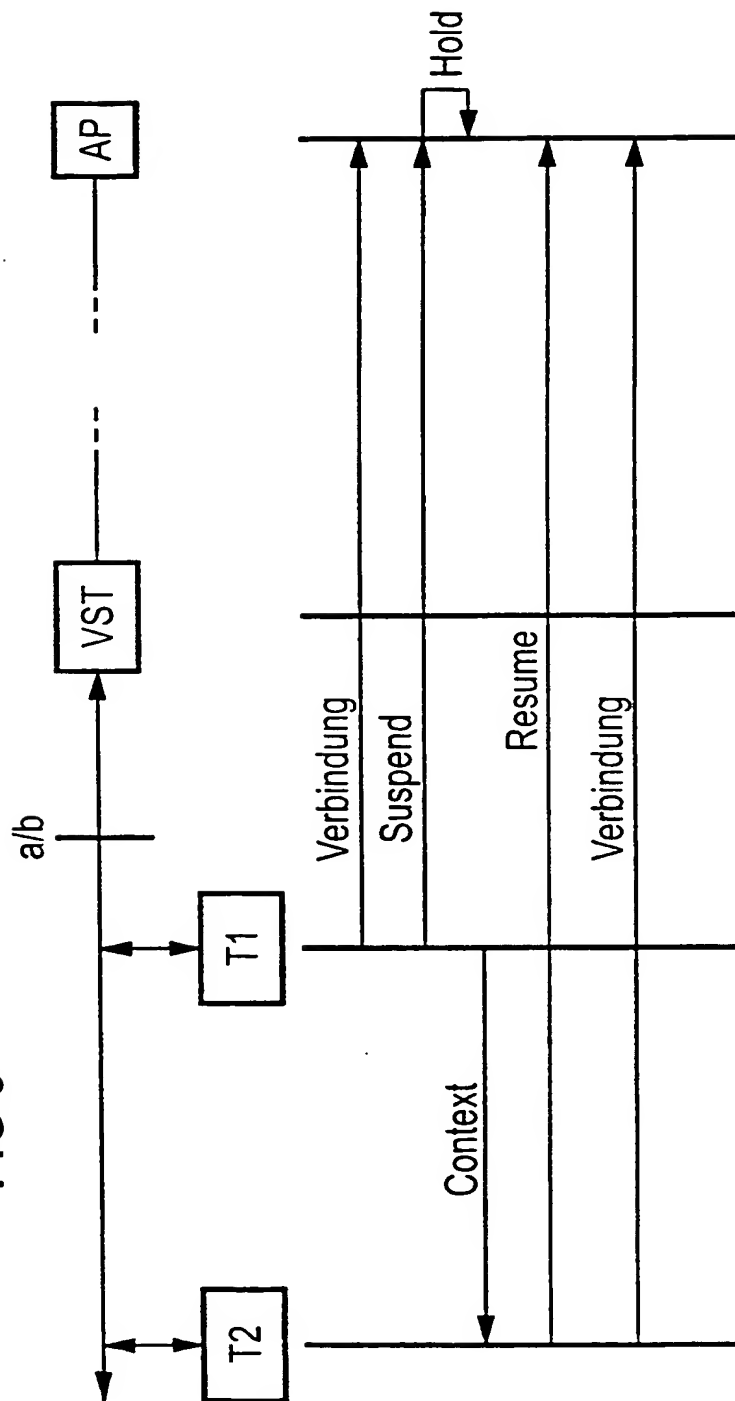 a/b
T2
T1
VST
AP
Verbindung
Suspend
Hold
Context
Resume
Verbindung